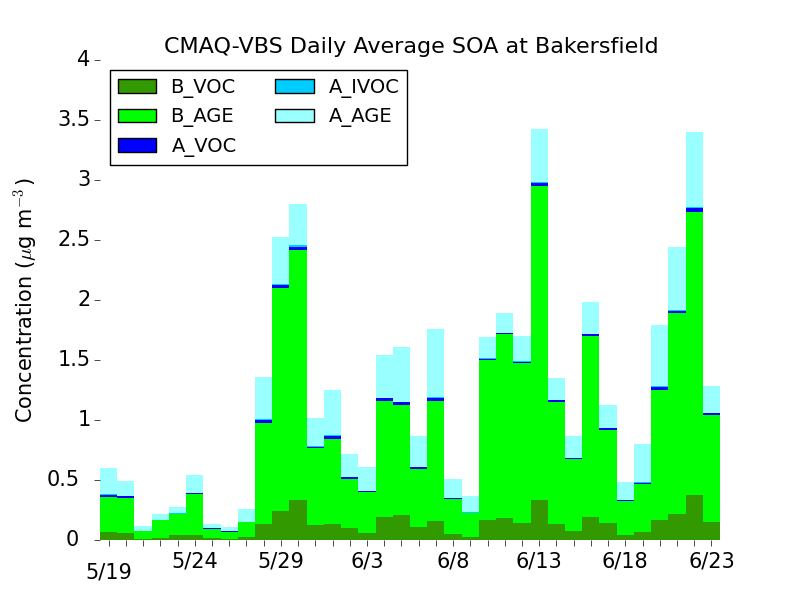 CMAQ-VBS Daily Average SOA at Bakersfield
B_VOC
B_AGE
A_VOC
A_IVOC
A_AGE
Concentration (μg m⁻³)
4
3.5
3
2.5
2
1.5
1
0.5
0
5/19
5/24
5/29
6/3
6/8
6/13
6/18
6/23